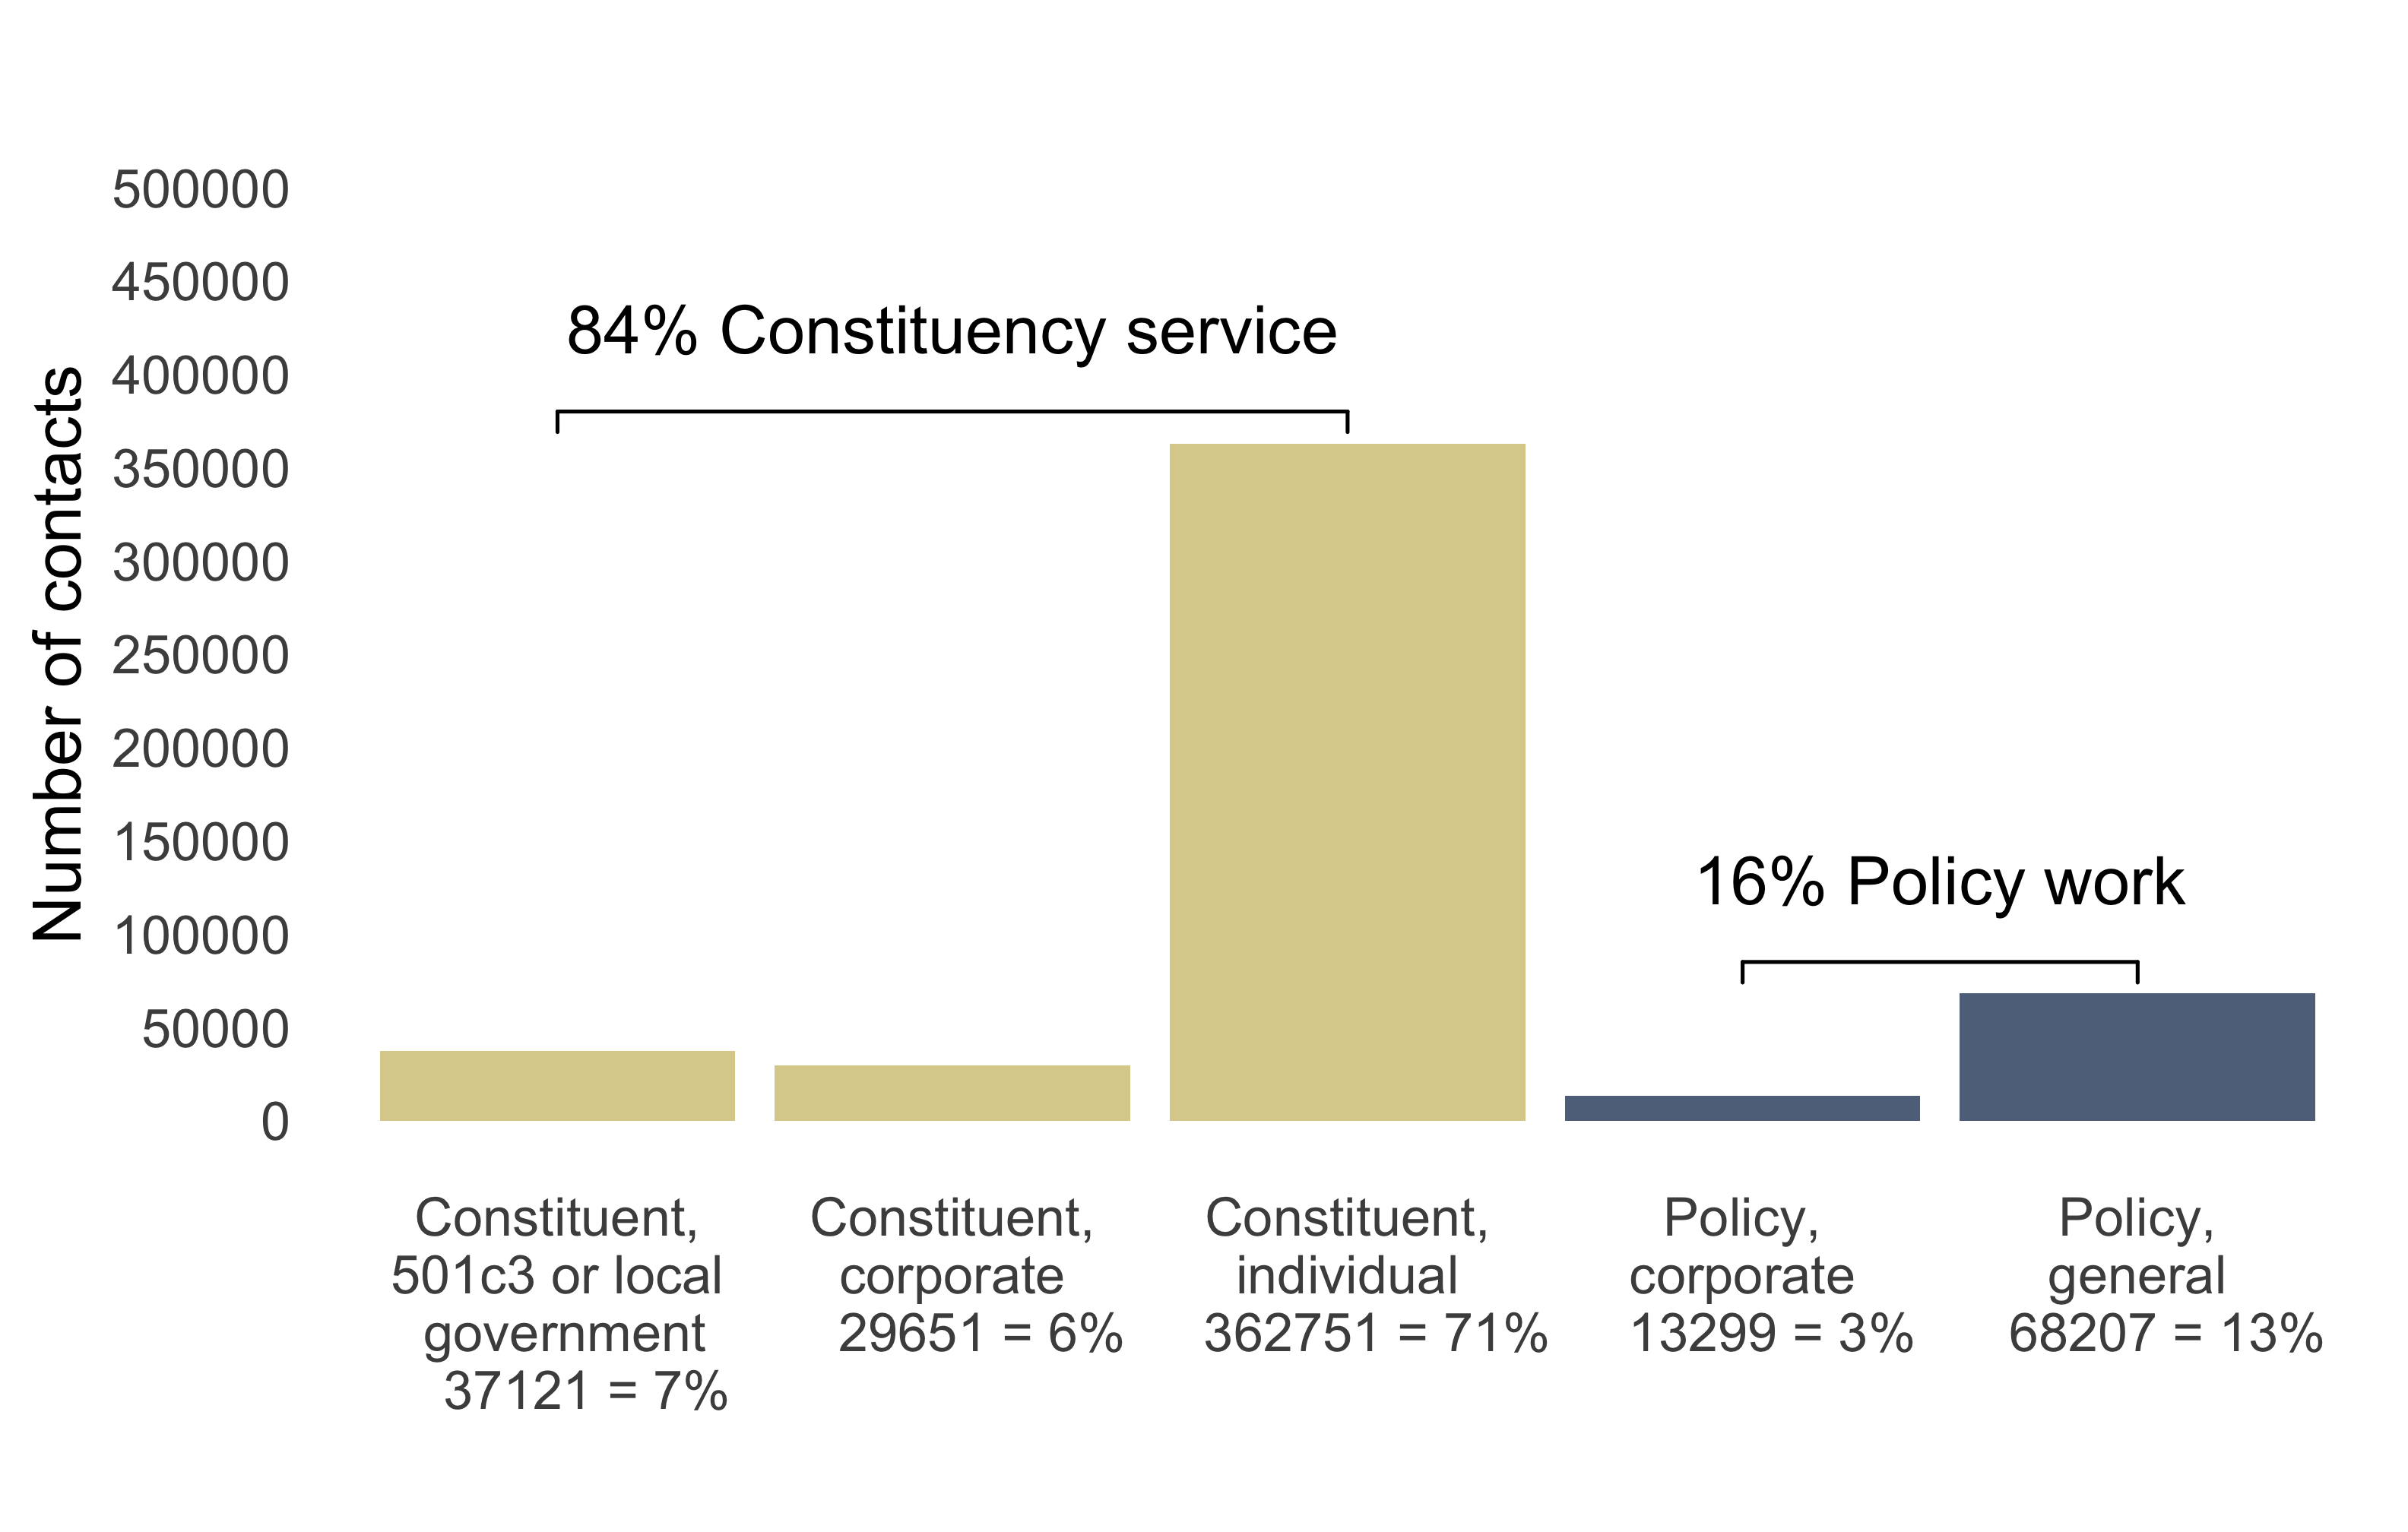 Number of contacts
500000
450000
400000
350000
300000
250000
200000
150000
100000
50000
0
84% Constituency service
16% Policy work
Constituent,
501c3 or local
government
37121 = 7%
Constituent,
corporate
29651 = 6%
Constituent,
individual
362751 = 71%
Policy,
corporate
13299 = 3%
Policy,
general
68207 = 13%